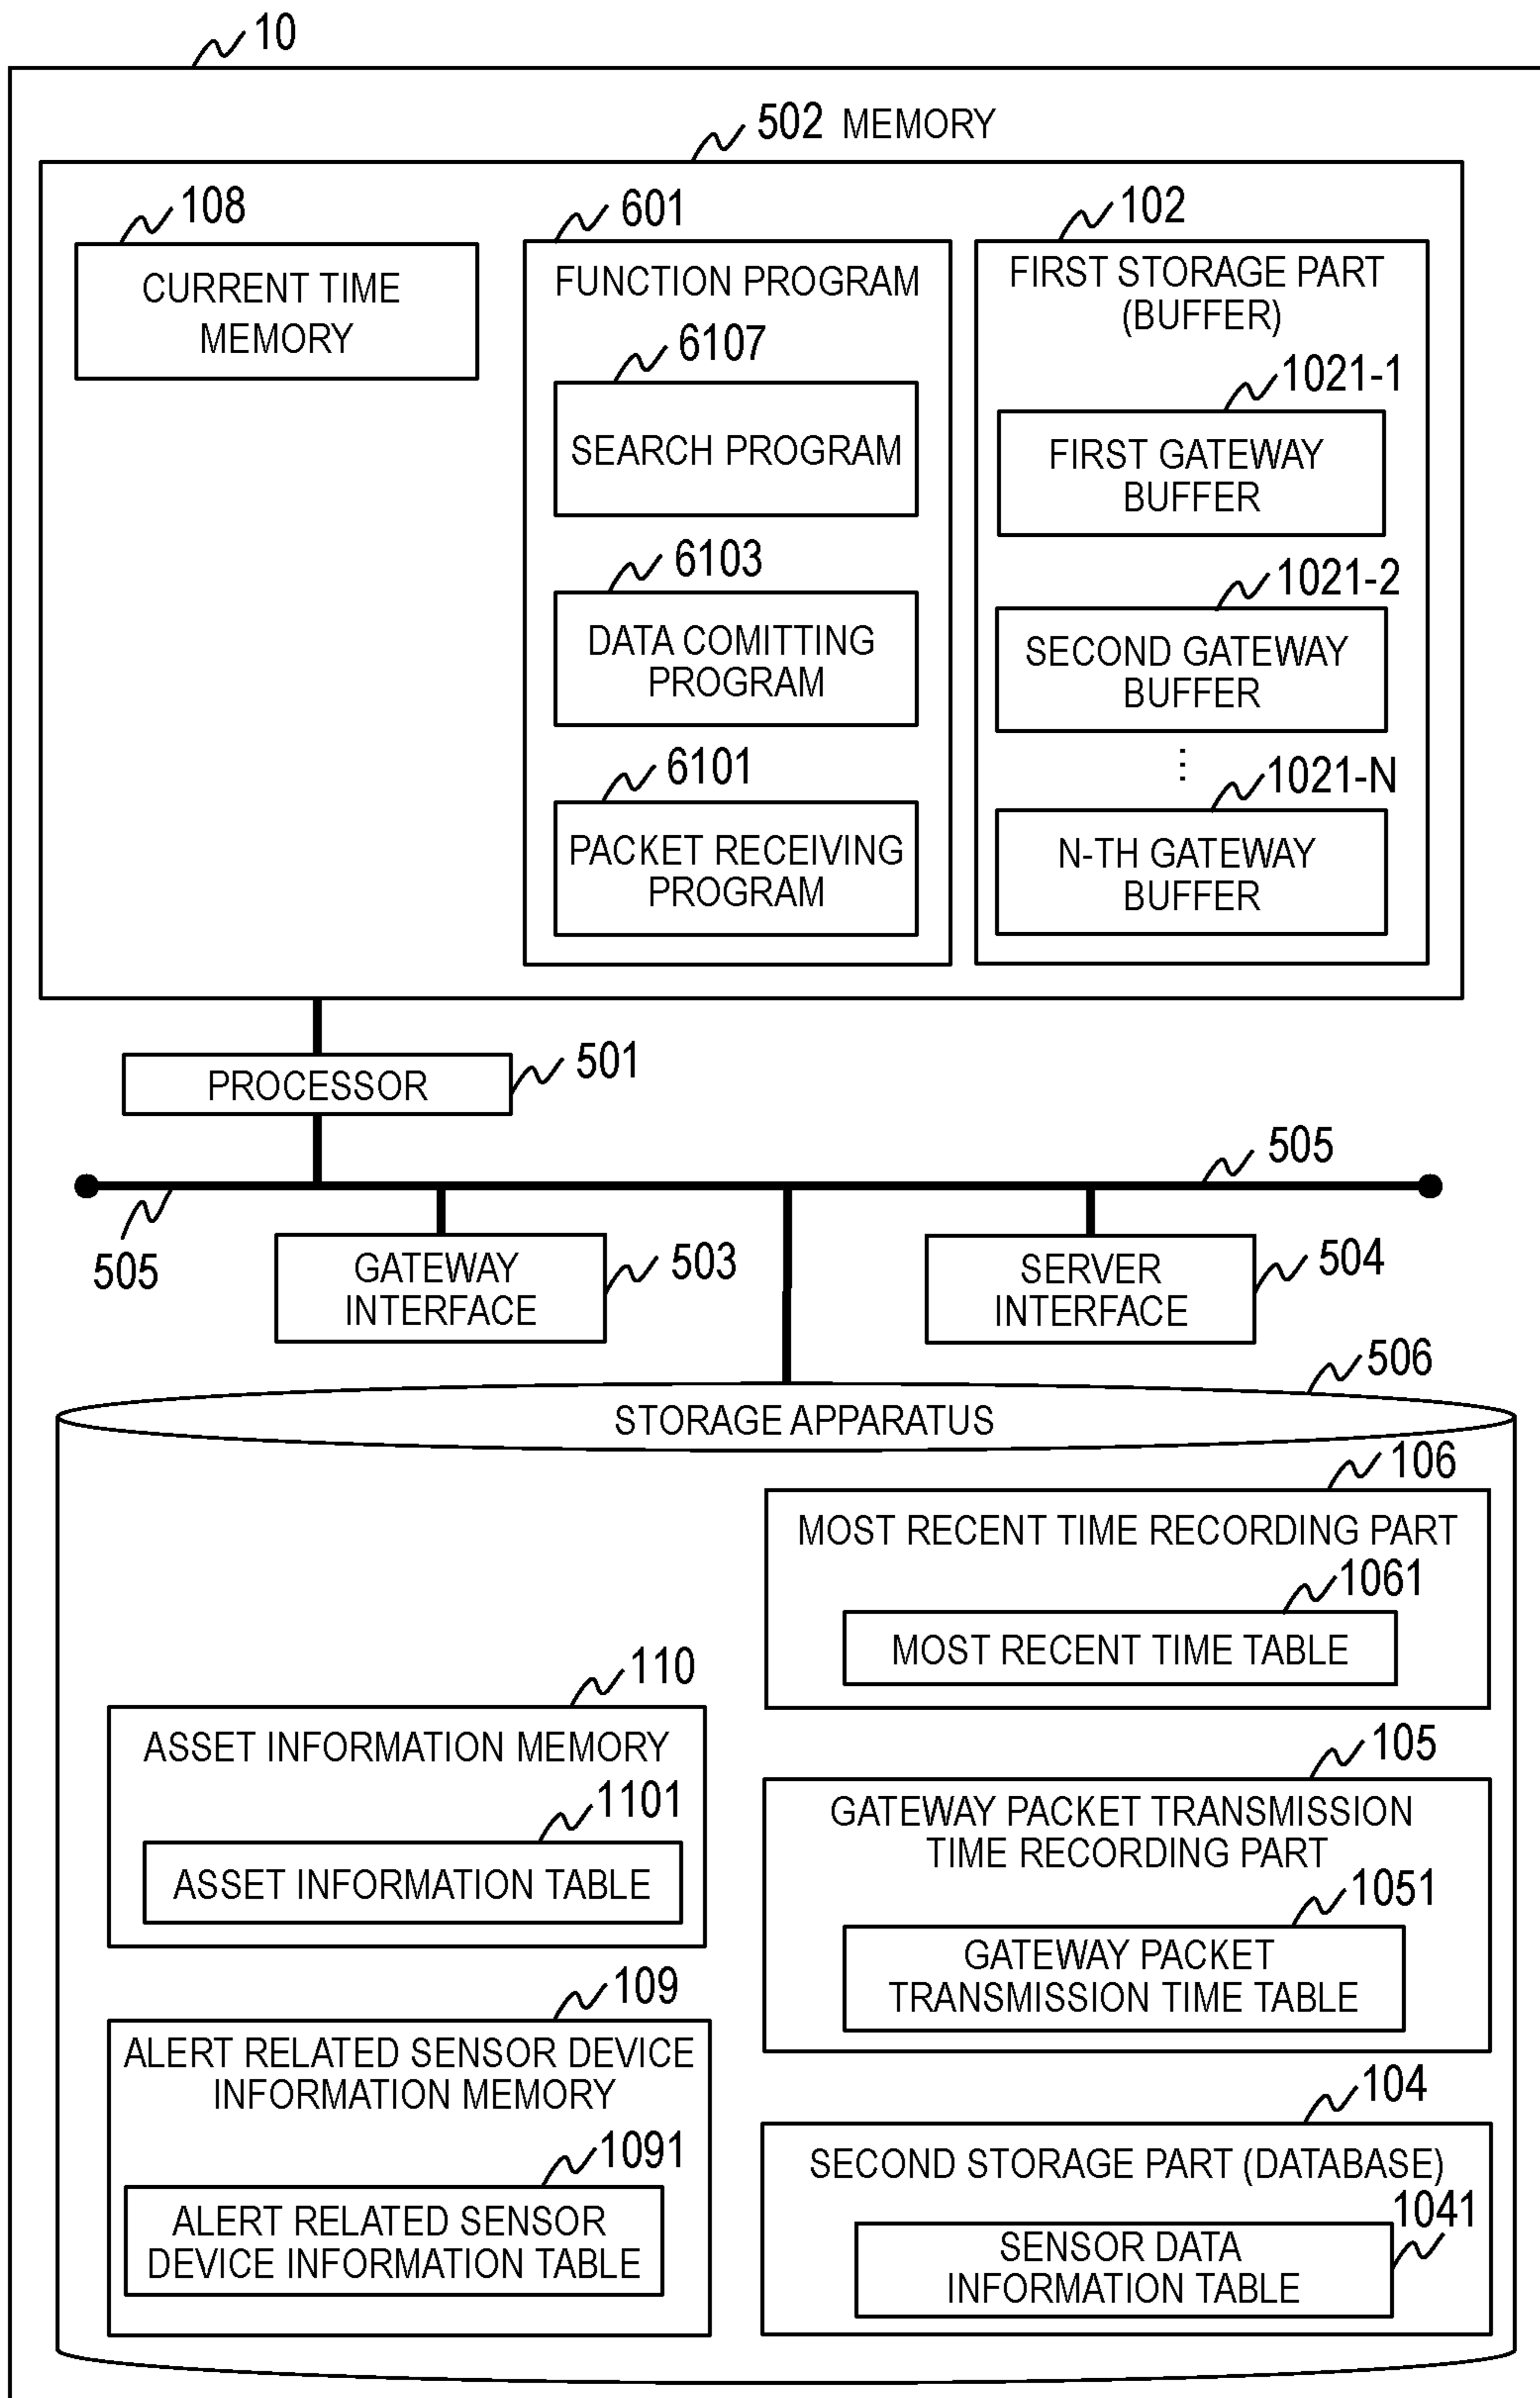 10
502 MEMORY
108
CURRENT TIME
MEMORY
601
FUNCTION PROGRAM
6107
SEARCH PROGRAM
6103
DATA COMITTING
PROGRAM
6101
PACKET RECEIVING
PROGRAM
102
FIRST STORAGE PART
(BUFFER)
1021-1
FIRST GATEWAY
BUFFER
1021-2
SECOND GATEWAY
BUFFER
⋮
1021-N
N-TH GATEWAY
BUFFER
PROCESSOR
501
505
505
GATEWAY
INTERFACE
503
SERVER
INTERFACE
504
506
STORAGE APPARATUS
106
MOST RECENT TIME RECORDING PART
1061
MOST RECENT TIME TABLE
110
ASSET INFORMATION MEMORY
1101
ASSET INFORMATION TABLE
105
GATEWAY PACKET TRANSMISSION
TIME RECORDING PART
1051
GATEWAY PACKET
TRANSMISSION TIME TABLE
109
ALERT RELATED SENSOR DEVICE
INFORMATION MEMORY
1091
ALERT RELATED SENSOR
DEVICE INFORMATION TABLE
104
SECOND STORAGE PART (DATABASE)
1041
SENSOR DATA
INFORMATION TABLE